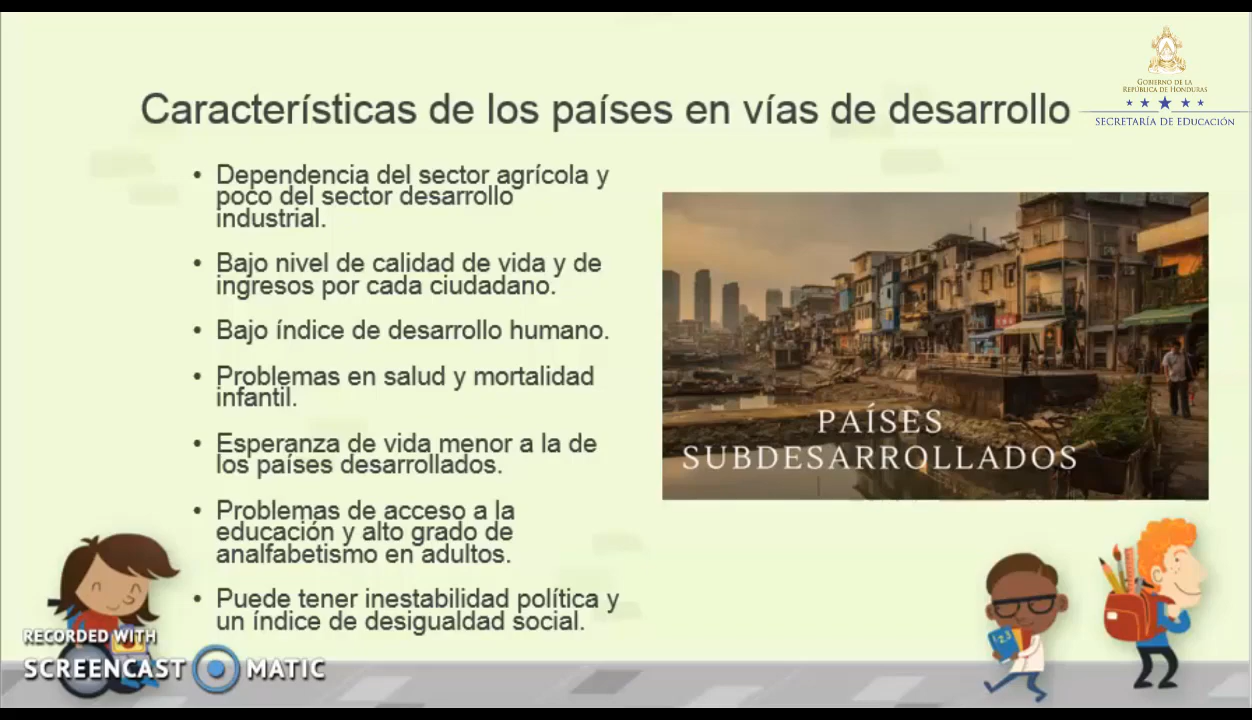 GOBIERNO DE LA
REPÚBLICA DE HONDURAS
SECRETARÍA DE EDUCACIÓN
Características de los países en vías de desarrollo
• Dependencia del sector agrícola y
poco del sector desarrollo
industrial.
• Bajo nivel de calidad de vida y de
ingresos por cada ciudadano.
• Bajo índice de desarrollo humano.
• Problemas en salud y mortalidad
infantil.
• Esperanza de vida menor a la de
los países desarrollados.
• Problemas de acceso a la
educación y alto grado de
analfabetismo en adultos.
• Puede tener inestabilidad política y
un índice de desigualdad social.
PAÍSES
SUBDESARROLLADOS
1,2,3
RECORDED WITH
SCREENCAST MATIC